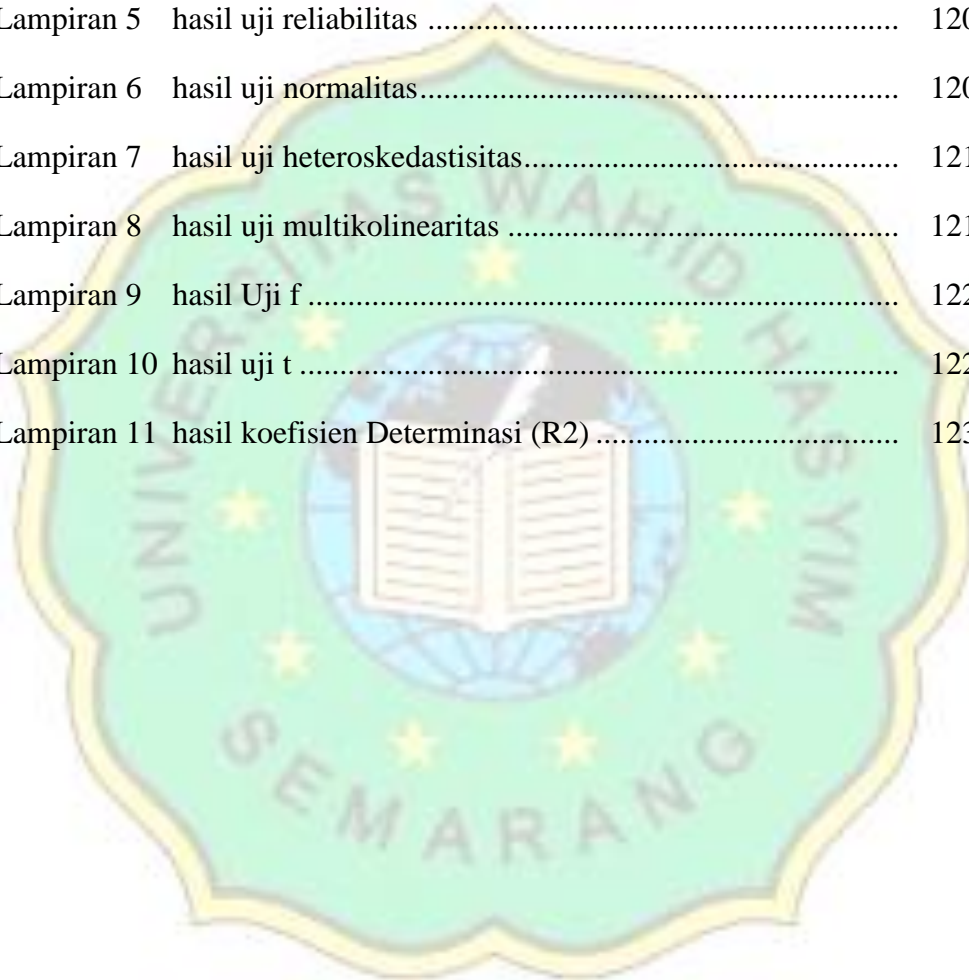 Lampiran 5 hasil uji reliabilitas ........................................................................ 120
Lampiran 6 hasil uji normalitas......................................................................... 120
Lampiran 7 hasil uji heteroskedastisitas......................................................... 121
Lampiran 8 hasil uji multikolinearitas ............................................................ 121
Lampiran 9 hasil Uji f ........................................................................................... 122
Lampiran 10 hasil uji t ........................................................................................... 122
Lampiran 11 hasil koefisien Determinasi (R2) .............................................. 123
UNIVERSITAS WAHID HASYIM
SEMARANG